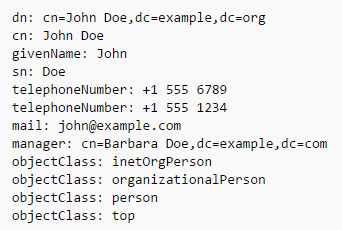 dn: cn=John Doe,dc=example,dc=org
cn: John Doe
givenName: John
sn: Doe
telephoneNumber: +1 555 6789
telephoneNumber: +1 555 1234
mail: john@example.com
manager: cn=Barbara Doe,dc=example,dc=com
objectClass: inetOrgPerson
objectClass: organizationalPerson
objectClass: person
objectClass: top